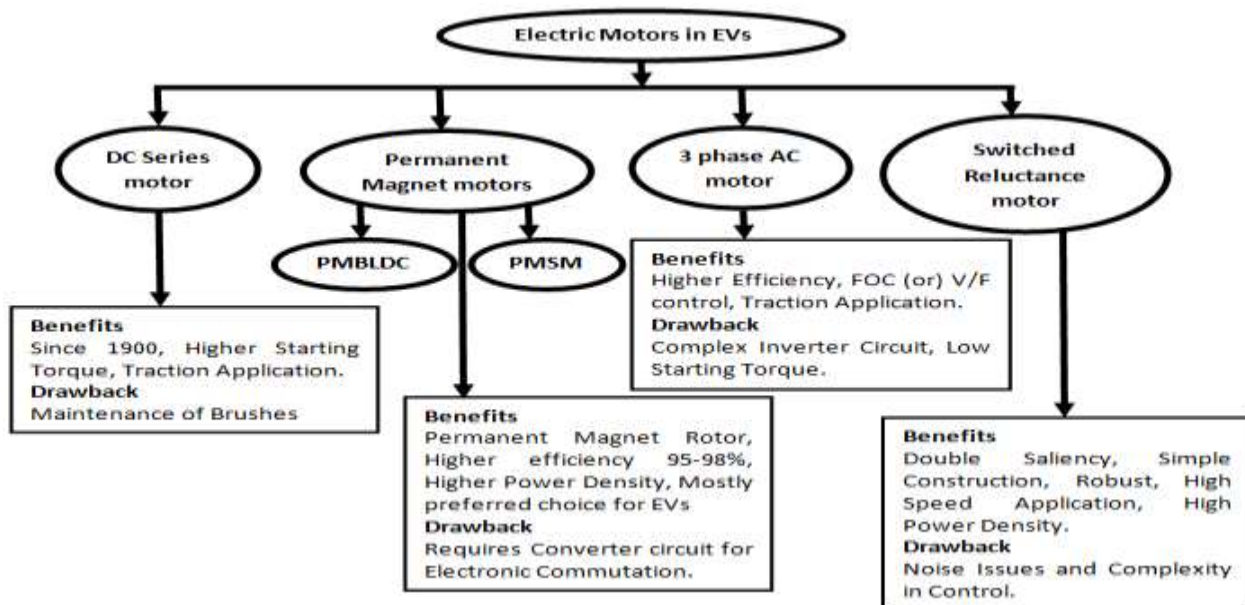 Electric Motors in EVs
DC Series
motor
Permanent
Magnet motors
3 phase AC
motor
Switched
Reluctance
motor
PMBLDC
PMSM
Benefits
Since 1900, Higher Starting
Torque, Traction Application.
Drawback
Maintenance of Brushes
Benefits
Permanent Magnet Rotor,
Higher efficiency 95-98%,
Higher Power Density, Mostly
preferred choice for EVs
Drawback
Requires Converter circuit for
Electronic Commutation.
Benefits
Higher Efficiency, FOC (or) V/F
control, Traction Application.
Drawback
Complex Inverter Circuit, Low
Starting Torque.
Benefits
Double Saliency, Simple
Construction, Robust, High
Speed Application, High
Power Density.
Drawback
Noise Issues and Complexity
in Control.